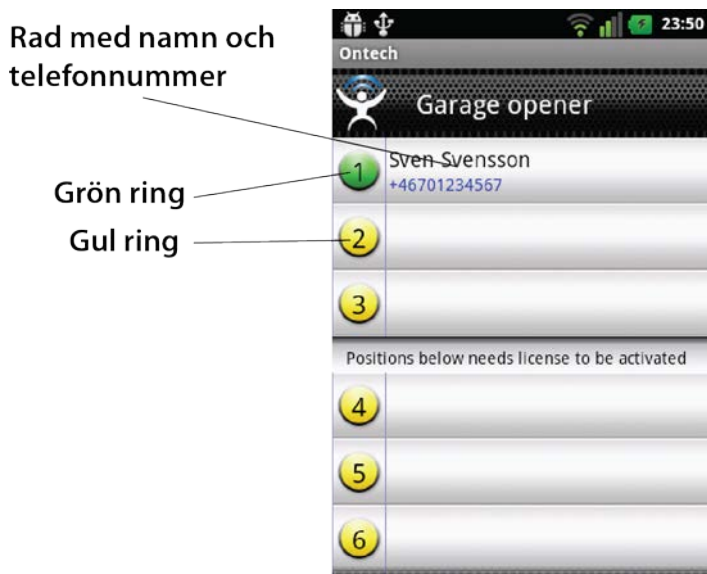 Rad med namn och
telefonnummer
Grön ring
Gul ring
23:50
Ontech
Garage opener
1
Sven Svensson
+46701234567
2
3
Positions below needs license to be activated
4
5
6